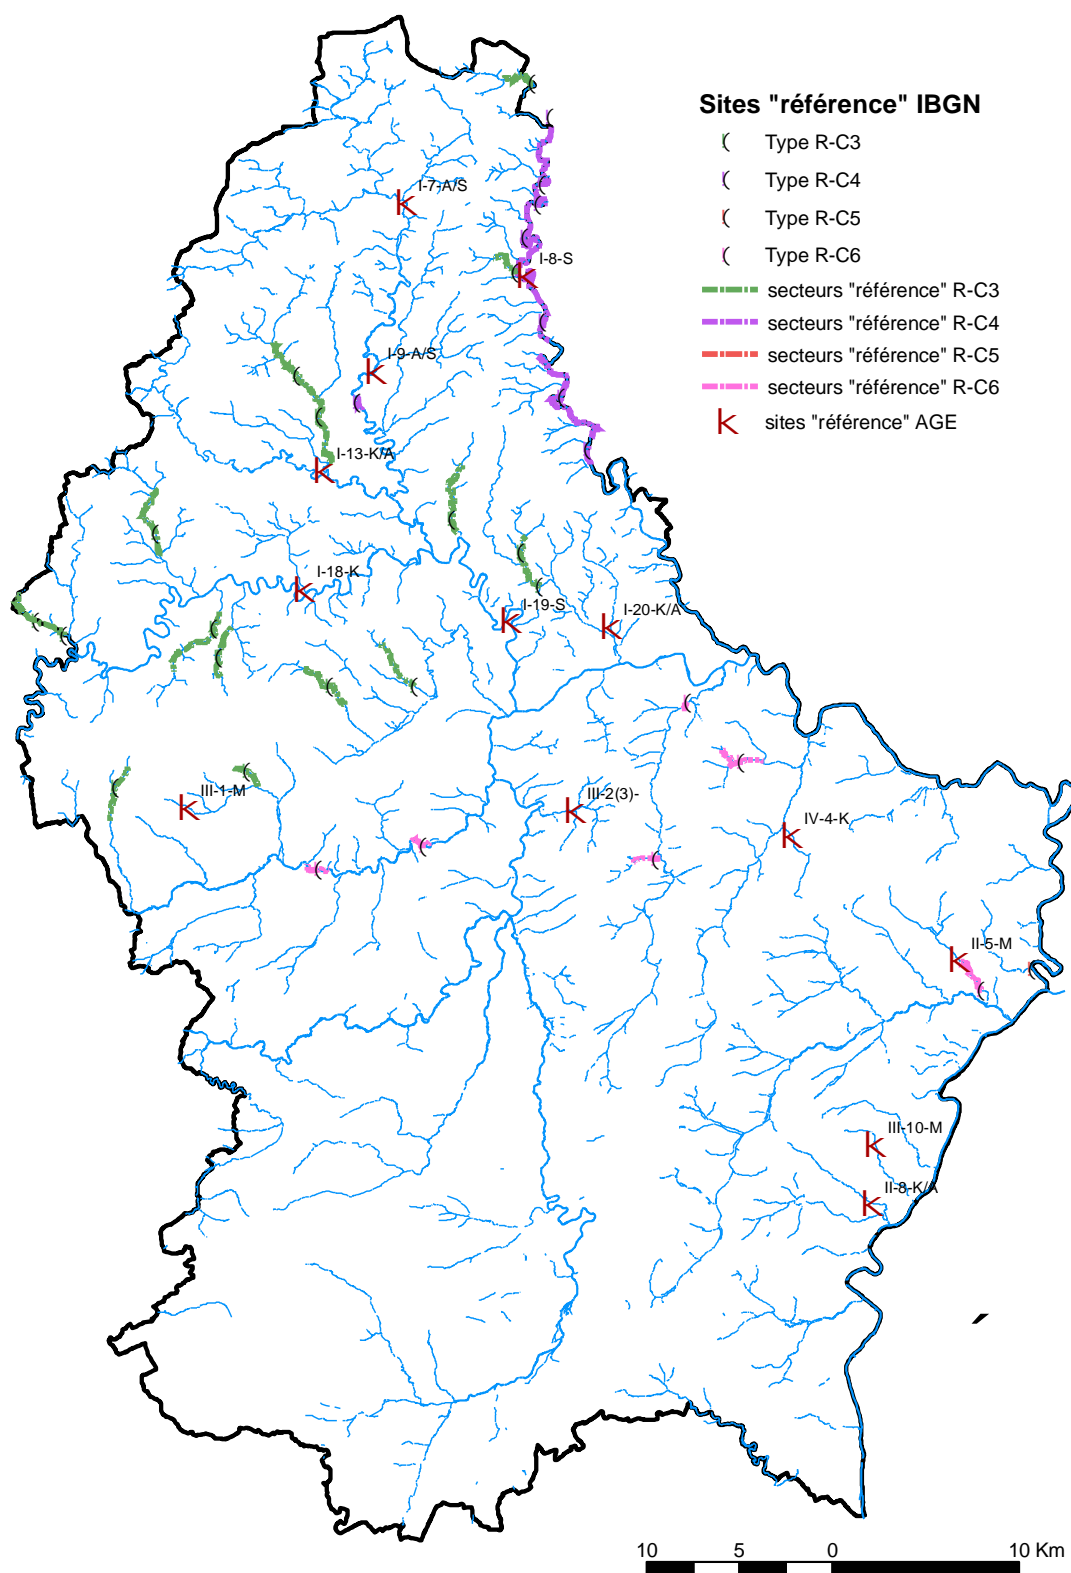 Sites "référence" IBGN
Type R-C3
Type R-C4
Type R-C5
Type R-C6
secteurs "référence" R-C3
secteurs "référence" R-C4
secteurs "référence" R-C5
secteurs "référence" R-C6
sites "référence" AGE
I-7-A/S
I-8-S
I-9-A/S
I-13-K/A
I-18-K
I-19-S
I-20-K/A
III-1-M
III-2(3)-
IV-4-K
II-5-M
III-10-M
II-8-K/A
10 5 0 10 Km